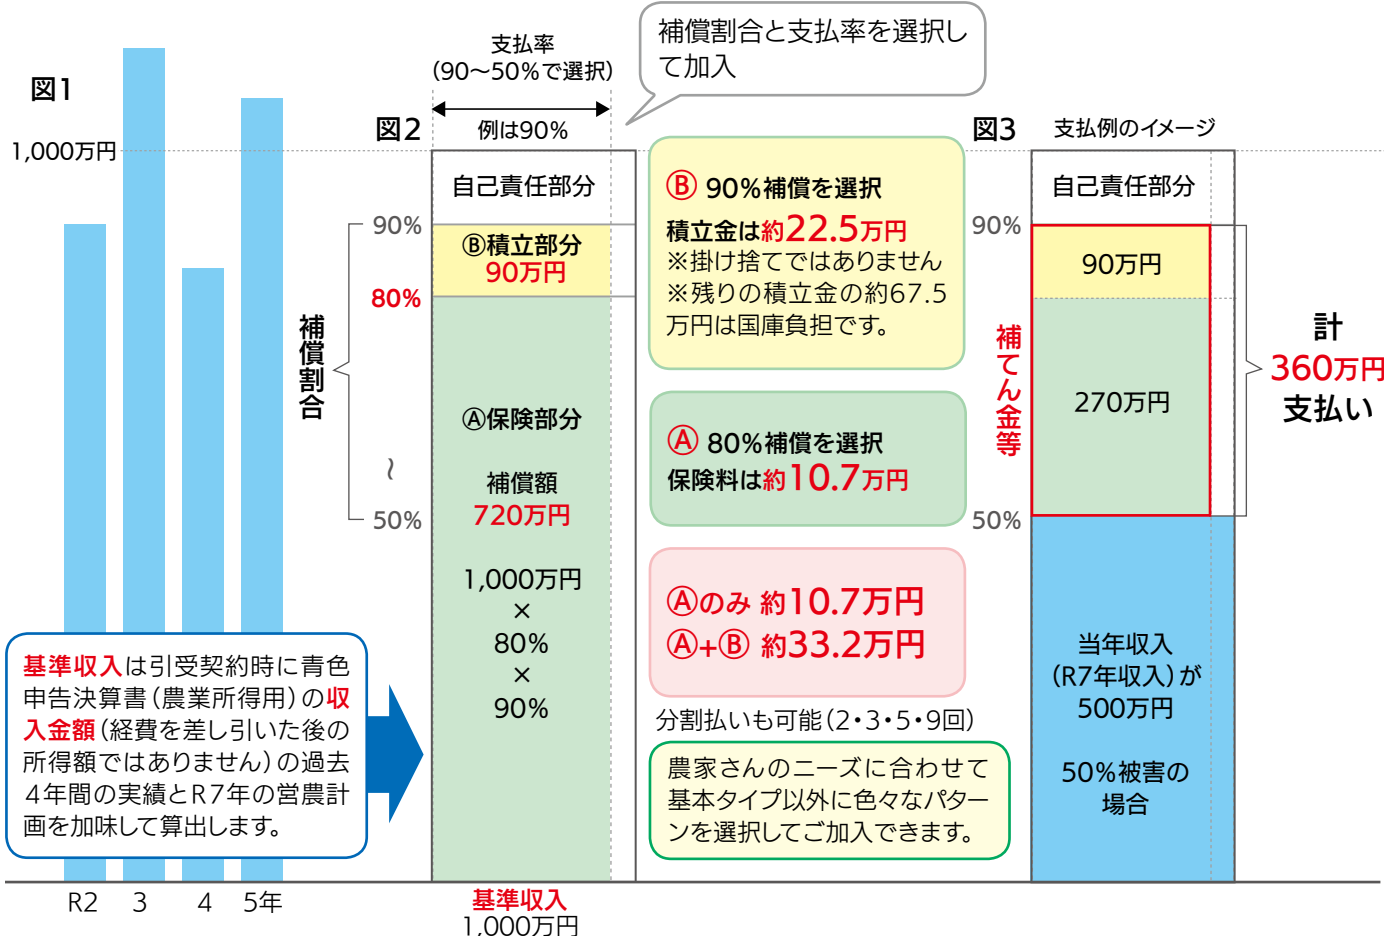 図1
1,000万円
R2
3
4
5年
基準収入は引受契約時に青色
申告決算書（農業所得用）の収
入金額（経費を差し引いた後の
所得額ではありません）の過去
4年間の実績とR7年の営農計
画を加味して算出します。
支払率
（90〜50%で選択）
例は90%
補償割合と支払率を選択し
て加入
図2
自己責任部分
90%
Ⓑ積立部分
90万円
80%
補償割合
〜
50%
Ⓐ保険部分
補償額
720万円
1,000万円
×
80%
×
90%
基準収入
1,000万円
Ⓑ 90%補償を選択
積立金は約22.5万円
※掛け捨てではありません
※残りの積立金の約67.5
万円は国庫負担です。
Ⓐ 80%補償を選択
保険料は約10.7万円
Ⓐのみ 約10.7万円
Ⓐ+Ⓑ 約33.2万円
分割払いも可能（2・3・5・9回）
農家さんのニーズに合わせて
基本タイプ以外に色々なパター
ンを選択してご加入できます。
図3
支払例のイメージ
自己責任部分
90%
90万円
補てん金等
270万円
50%
計
360万円
支払い
当年収入
（R7年収入）が
500万円
50%被害の
場合